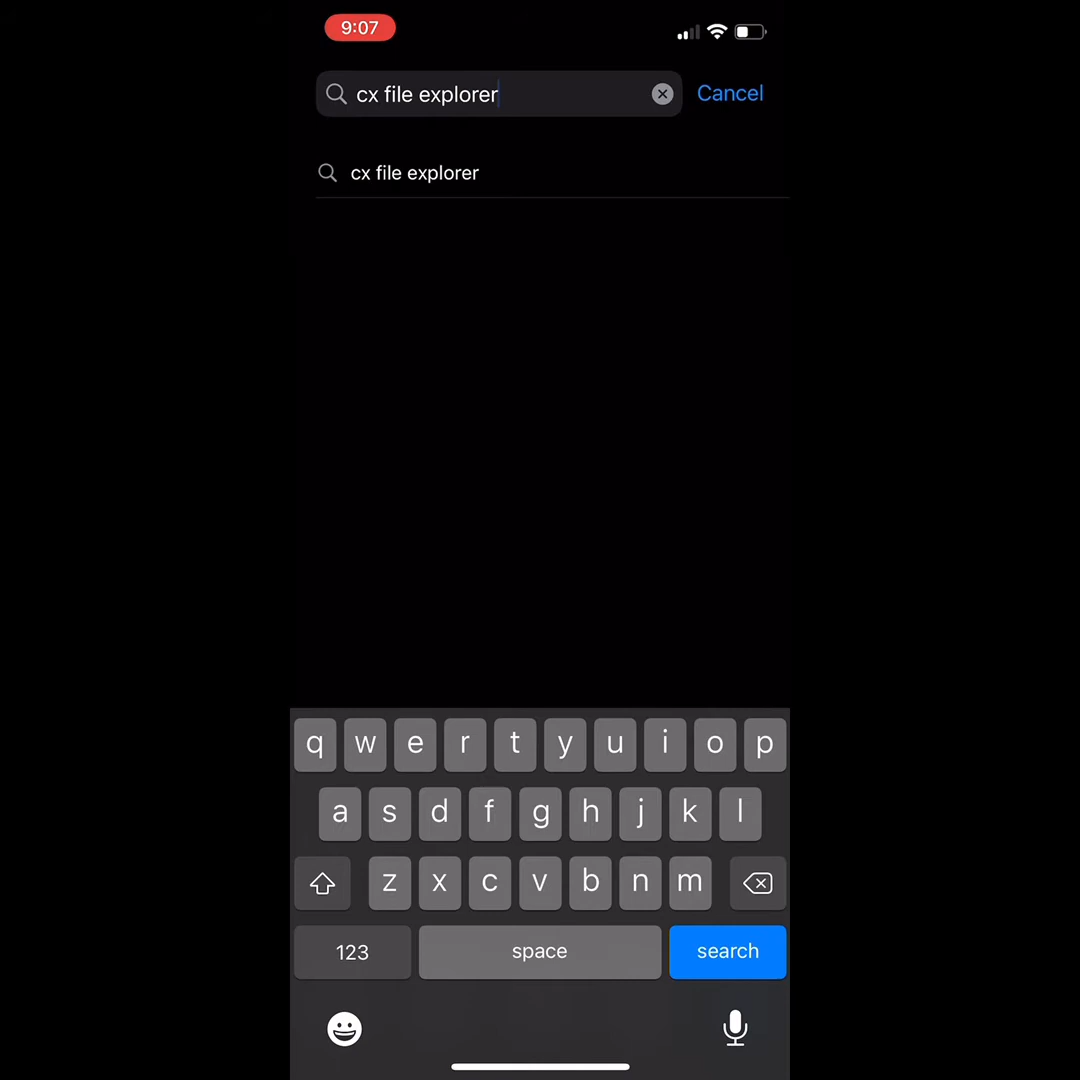 9:07
cx file explorer
Cancel
cx file explorer
q w e r t y u i o p
a s d f g h j k l
z x c v b n m
123
space
search